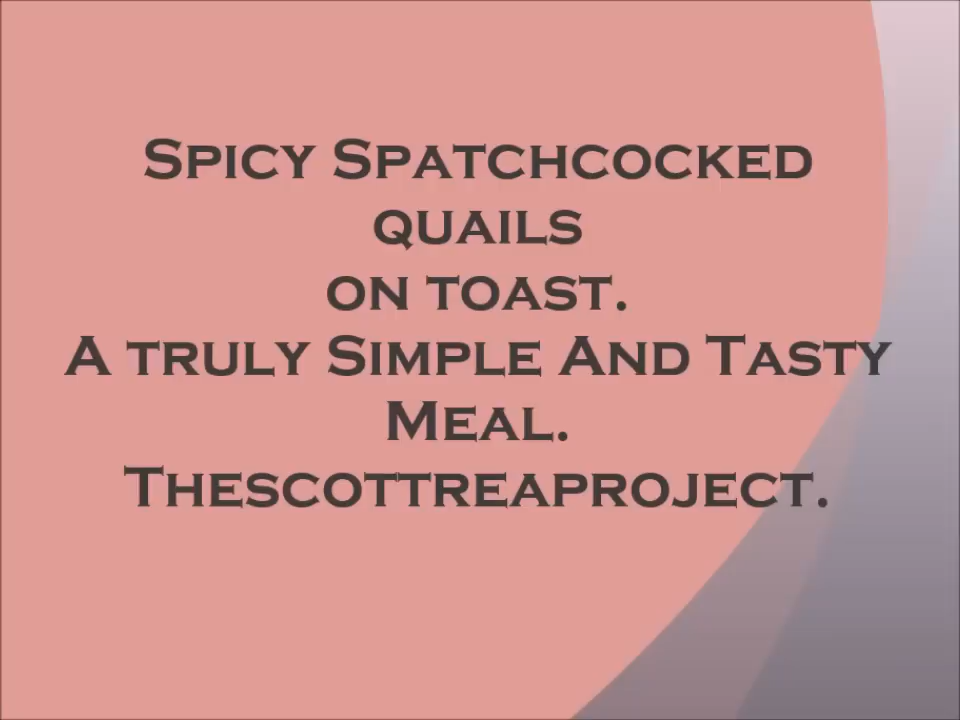 Spicy Spatchcocked
quails
on toast.
A truly Simple And Tasty
Meal.
Thescottreaproject.